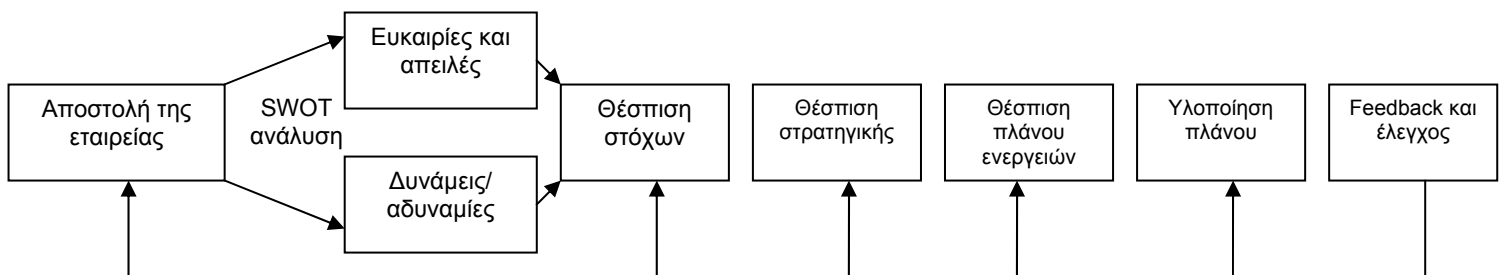 Αποστολή της
εταιρείας
SWOT
ανάλυση
Ευκαιρίες και
απειλές
Δυνάμεις/
αδυναμίες
Θέσπιση
στόχων
Θέσπιση
στρατηγικής
Θέσπιση
πλάνου
ενεργειών
Υλοποίηση
πλάνου
Feedback και
έλεγχος